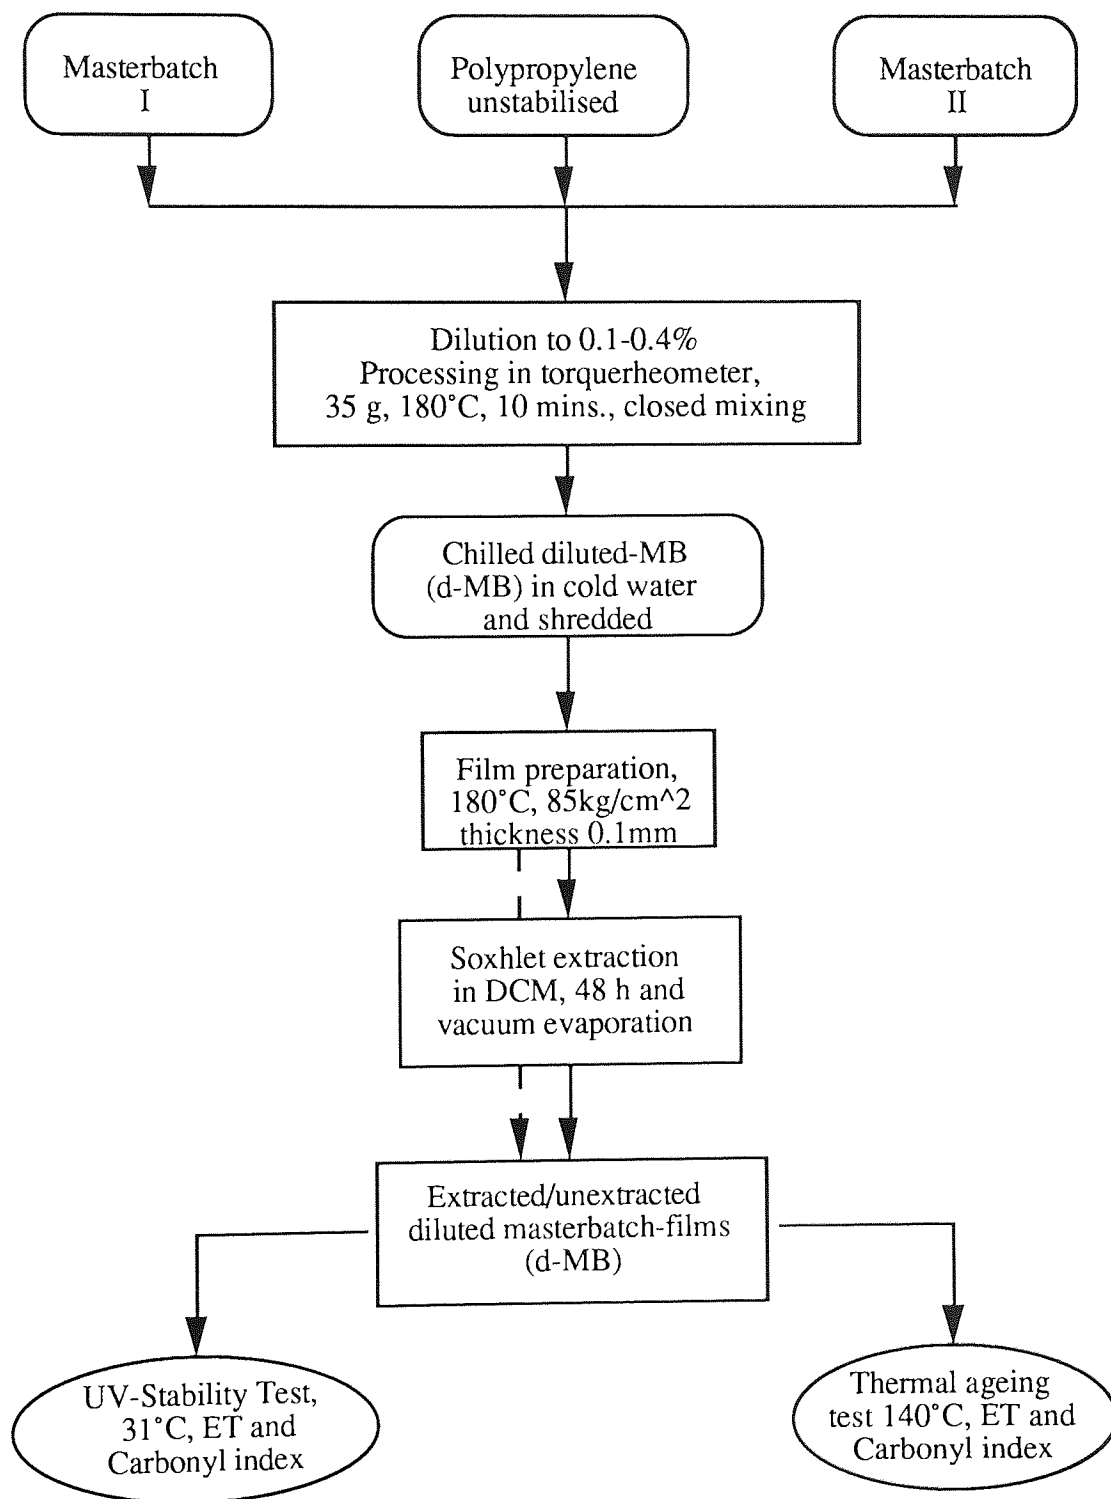 Masterbatch
I
Polypropylene
unstabilised
Masterbatch
II
Dilution to 0.1-0.4%
Processing in torquerheometer,
35 g, 180°C, 10 mins., closed mixing
Chilled diluted-MB
(d-MB) in cold water
and shredded
Film preparation,
180°C, 85kg/cm^2
thickness 0.1mm
Soxhlet extraction
in DCM, 48 h and
vacuum evaporation
Extracted/unextracted
diluted masterbatch-films
(d-MB)
UV-Stability Test,
31°C, ET and
Carbonyl index
Thermal ageing
test 140°C, ET and
Carbonyl index